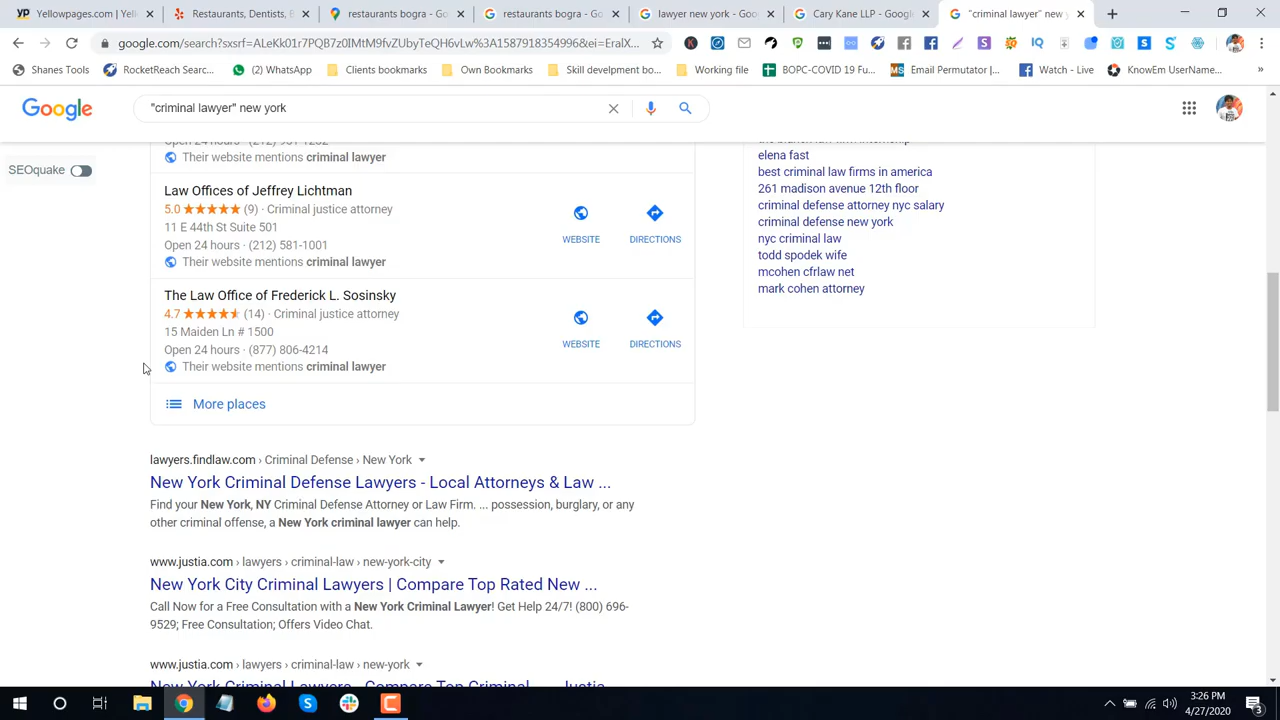 Yellowpages.com | Yell
Restaurants, Dentists, B
restaurants bogra - Goo
restaurants bogra - Goo
lawyer new york - Goo
Cary Kane LLP - Google
"criminal lawyer" new y
google.com/search?sxsrf=ALeKk01r7PQB7z0IMtN9fvZUbyTcQH6vLw%3A1587918354996&ei=EralX...
Shanes Tools
RocketReach Searc...
(2) WhatsApp
Clients bookmarks
Own Bookmarks
Skill develpment bo...
Working file
BOPC-COVID 19 Fu...
Email Permutator |...
Watch - Live
KnowEm UserName...
»
Google
"criminal lawyer" new york
SEOquake
Their website mentions criminal lawyer
Law Offices of Jeffrey Lichtman
5.0 (9) · Criminal justice attorney
11 E 44th St Suite 501
Open 24 hours · (212) 581-1001
Their website mentions criminal lawyer
WEBSITE
DIRECTIONS
The Law Office of Frederick L. Sosinsky
4.7 (14) · Criminal justice attorney
15 Maiden Ln # 1500
Open 24 hours · (877) 806-4214
Their website mentions criminal lawyer
WEBSITE
DIRECTIONS
More places
lawyers.findlaw.com › Criminal Defense › New York
New York Criminal Defense Lawyers - Local Attorneys & Law ...
Find your New York, NY Criminal Defense Attorney or Law Firm. ... possession, burglary, or any
other criminal offense, a New York criminal lawyer can help.
www.justia.com › lawyers › criminal-law › new-york-city
New York City Criminal Lawyers | Compare Top Rated New ...
Call Now for a Free Consultation with a New York Criminal Lawyer! Get Help 24/7! (800) 696-
9529; Free Consultation; Offers Video Chat.
www.justia.com › lawyers › criminal-law › new-york
elena fast
best criminal law firms in america
261 madison avenue 12th floor
criminal defense attorney nyc salary
criminal defense new york
nyc criminal law
todd spodek wife
mcohen cfrlaw net
mark cohen attorney
3:26 PM
4/27/2020
3